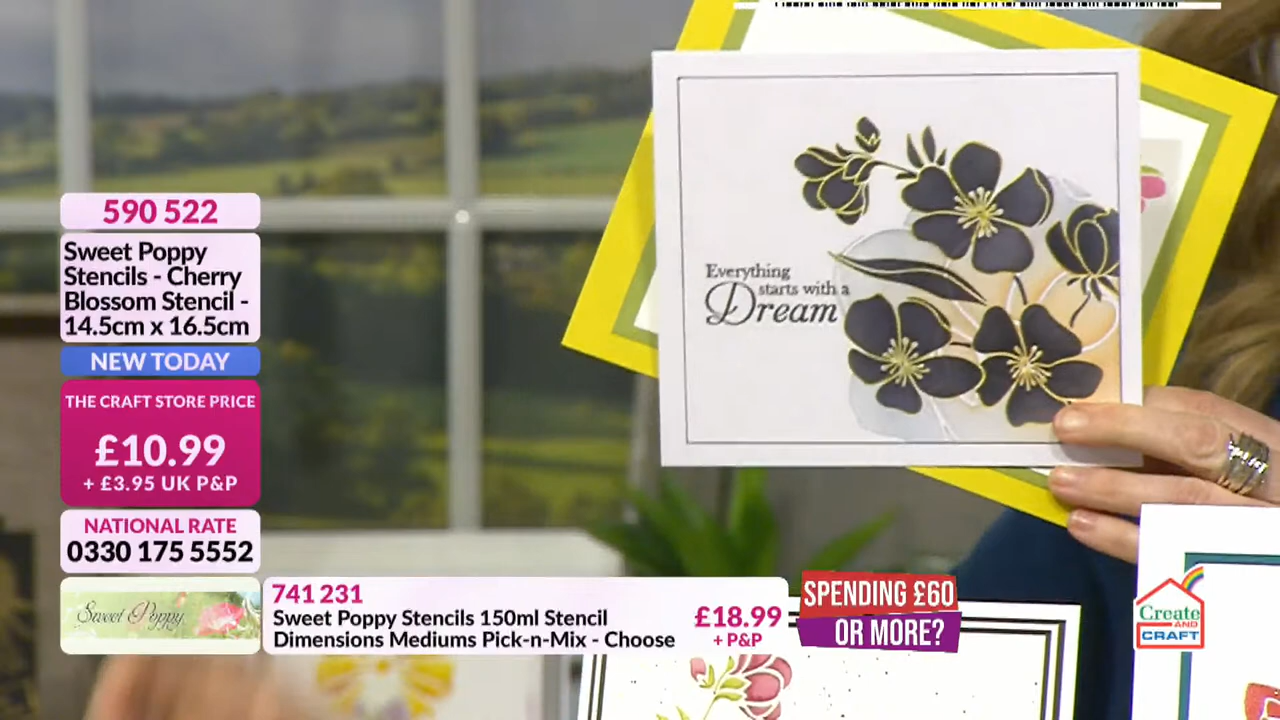 590 522
Sweet Poppy
Stencils - Cherry
Blossom Stencil -
14.5cm x 16.5cm
NEW TODAY
THE CRAFT STORE PRICE
£10.99
+ £3.95 UK P&P
NATIONAL RATE
0330 175 5552
Sweet Poppy
741 231
Sweet Poppy Stencils 150ml Stencil
Dimensions Mediums Pick-n-Mix - Choose
£18.99
+ P&P
SPENDING £60
OR MORE?
Everything
starts with a
Dream
Create
AND
CRAFT